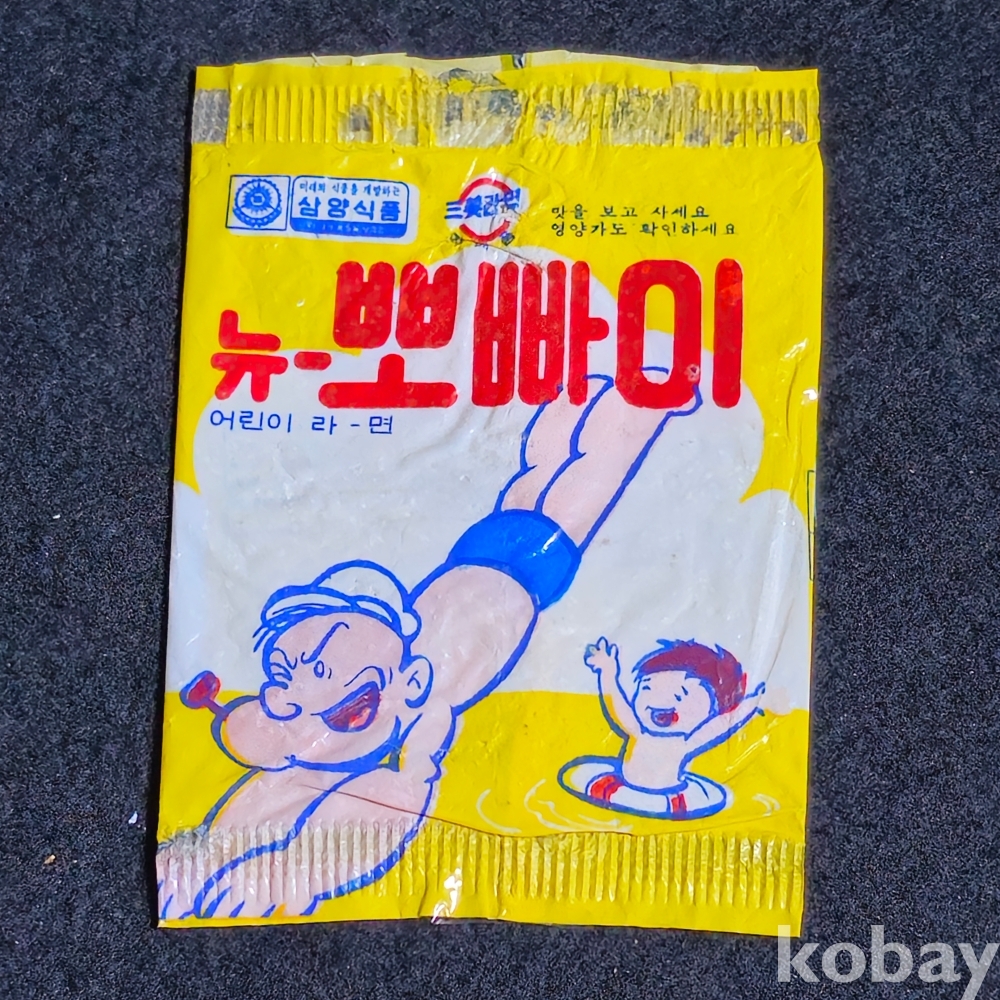 미래의 식품을 개발하는
삼양식품
三養라면
맛을 보고 사세요
영양가도 확인하세요
뉴-뽀빠이
어린이 라-면
kobay